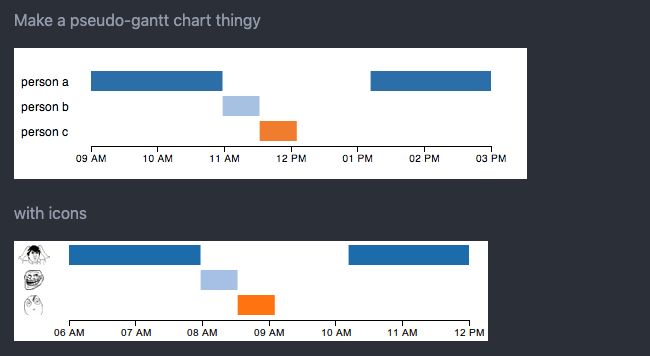 Make a pseudo-gantt chart thingy
person a
person b
person c
09 AM 10 AM 11 AM 12 PM 01 PM 02 PM 03 PM
with icons
06 AM 07 AM 08 AM 09 AM 10 AM 11 AM 12 PM